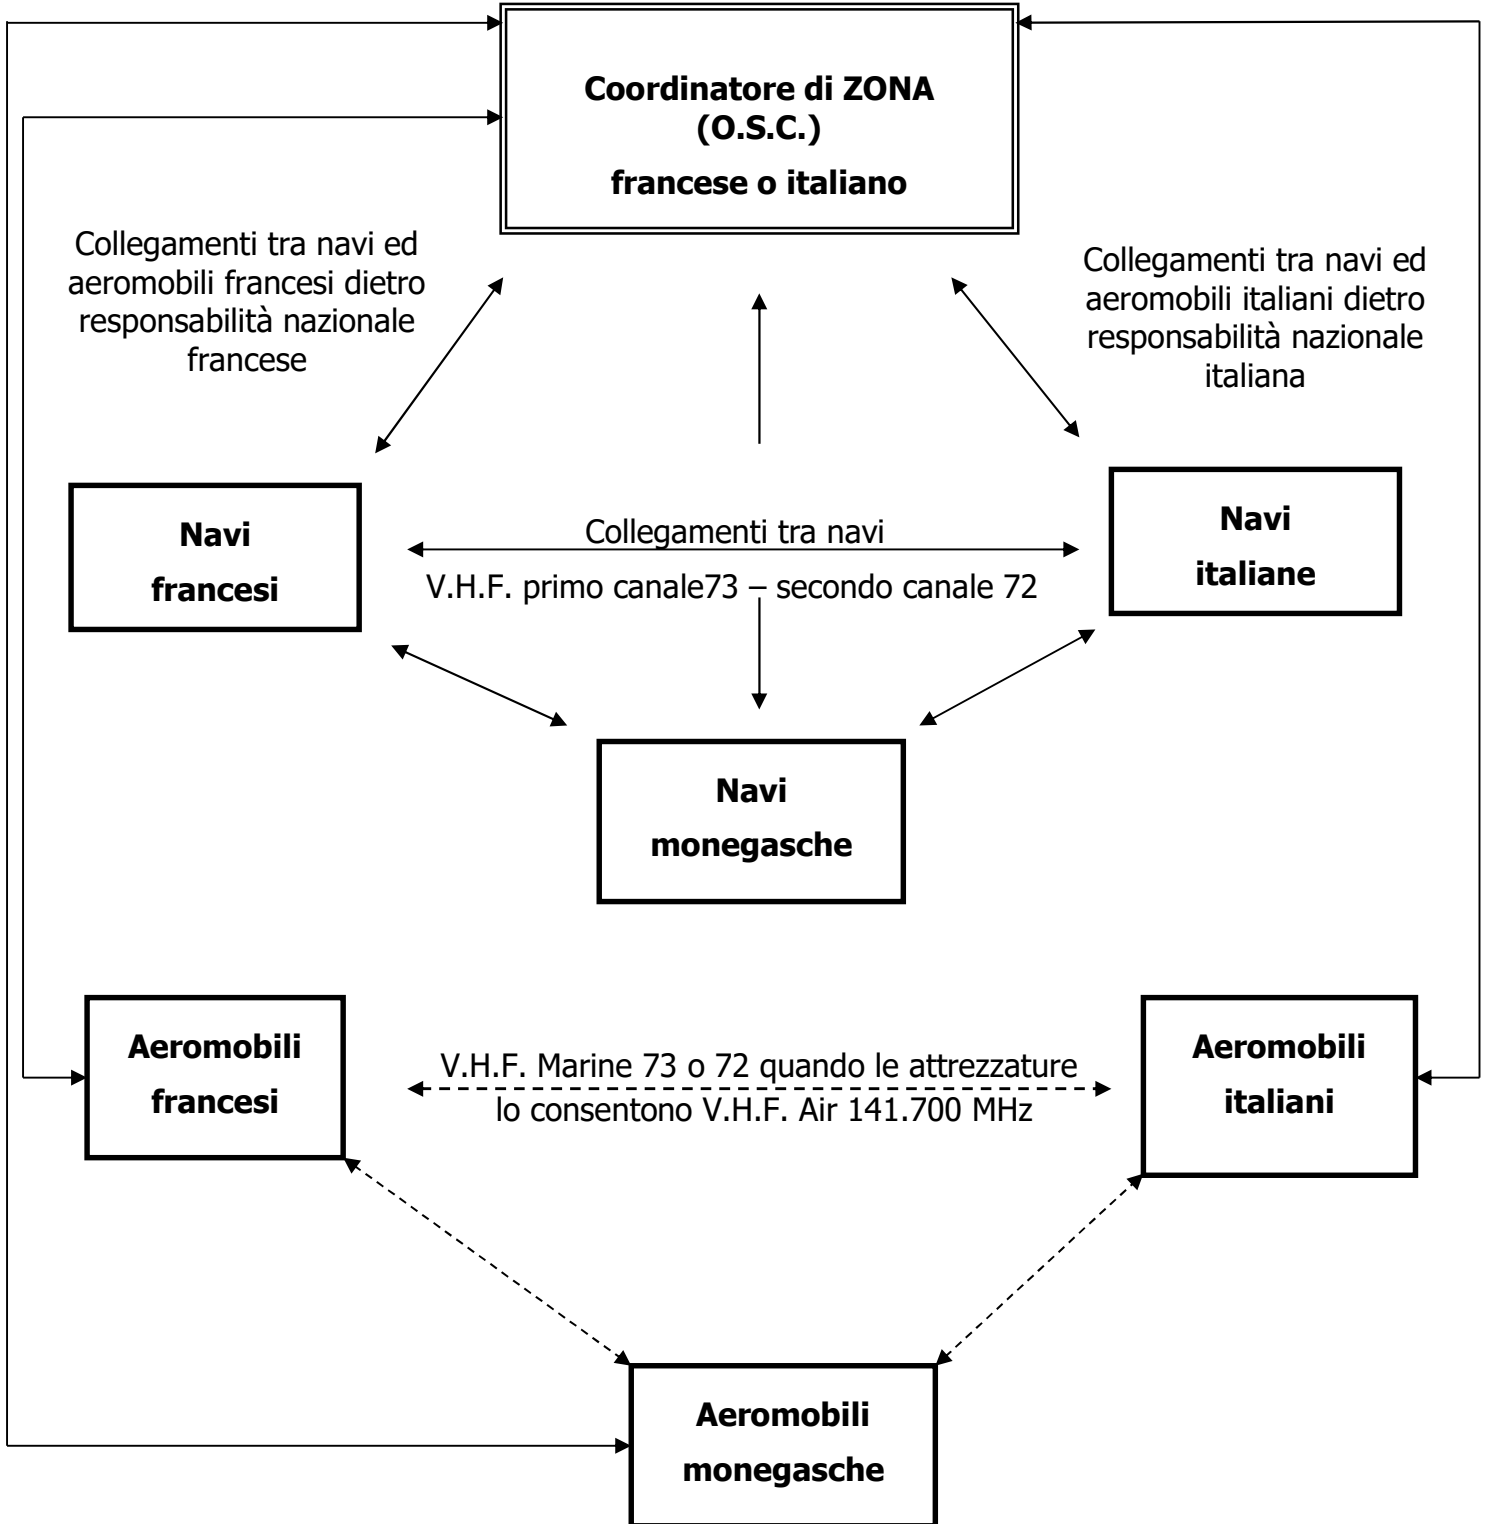 Coordinatore di ZONA
(O.S.C.)
francese o italiano
Collegamenti tra navi ed
aeromobili francesi dietro
responsabilità nazionale
francese
Collegamenti tra navi ed
aeromobili italiani dietro
responsabilità nazionale
italiana
Navi
francesi
Collegamenti tra navi
V.H.F. primo canale73 – secondo canale 72
Navi
italiane
Navi
monegasche
Aeromobili
francesi
V.H.F. Marine 73 o 72 quando le attrezzature
lo consentono V.H.F. Air 141.700 MHz
Aeromobili
italiani
Aeromobili
monegasche